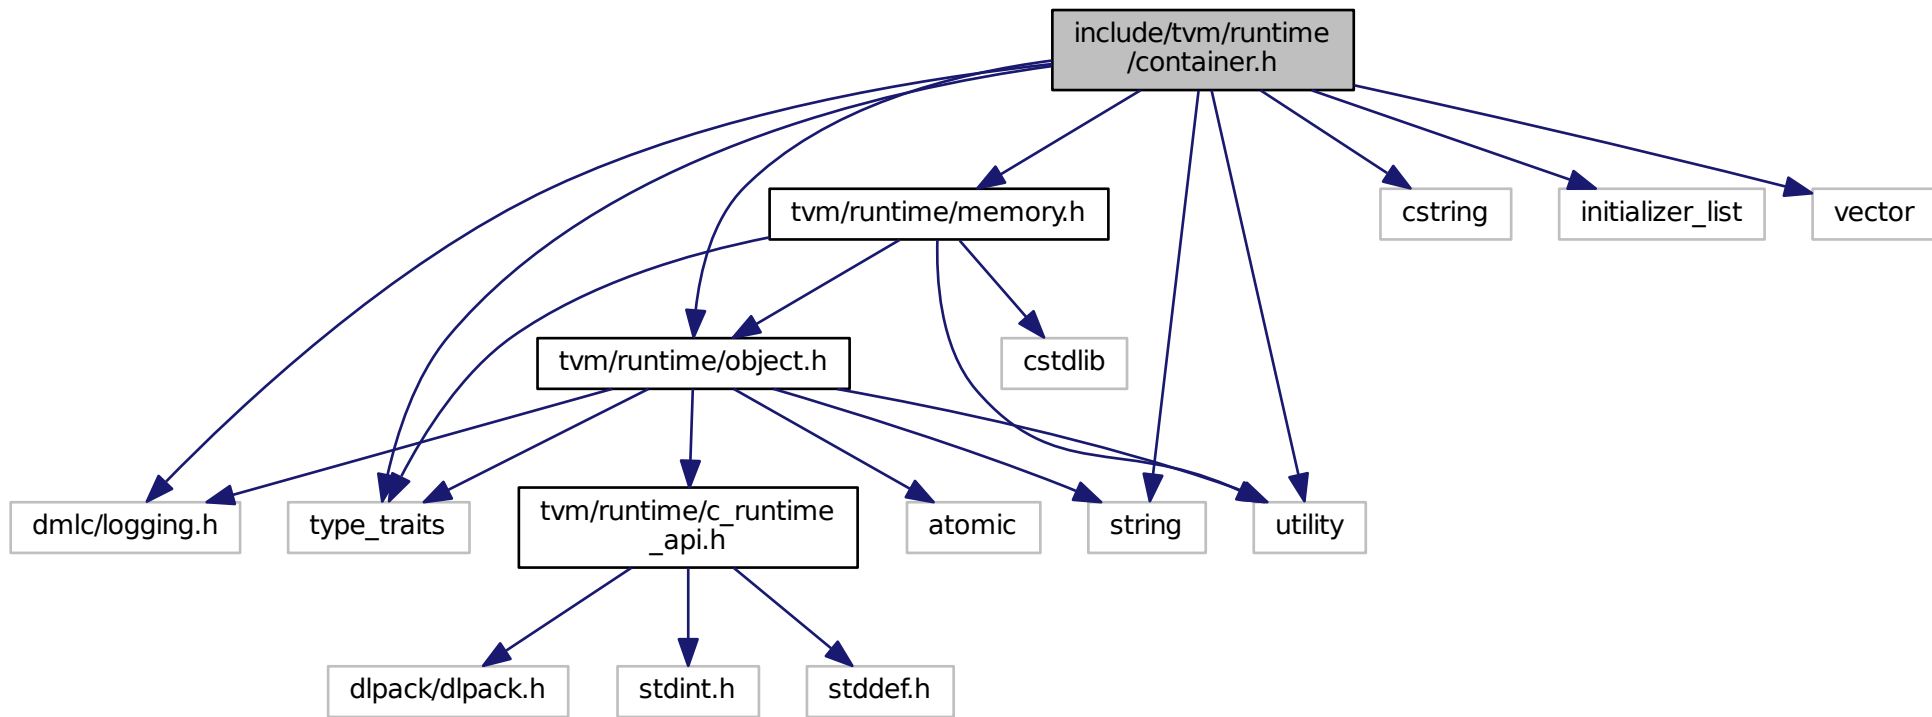 include/tvm/runtime
/container.h
tvm/runtime/memory.h
cstring
initializer_list
vector
tvm/runtime/object.h
cstdlib
dmlc/logging.h
type_traits
tvm/runtime/c_runtime
_api.h
atomic
string
utility
dlpack/dlpack.h
stdint.h
stddef.h